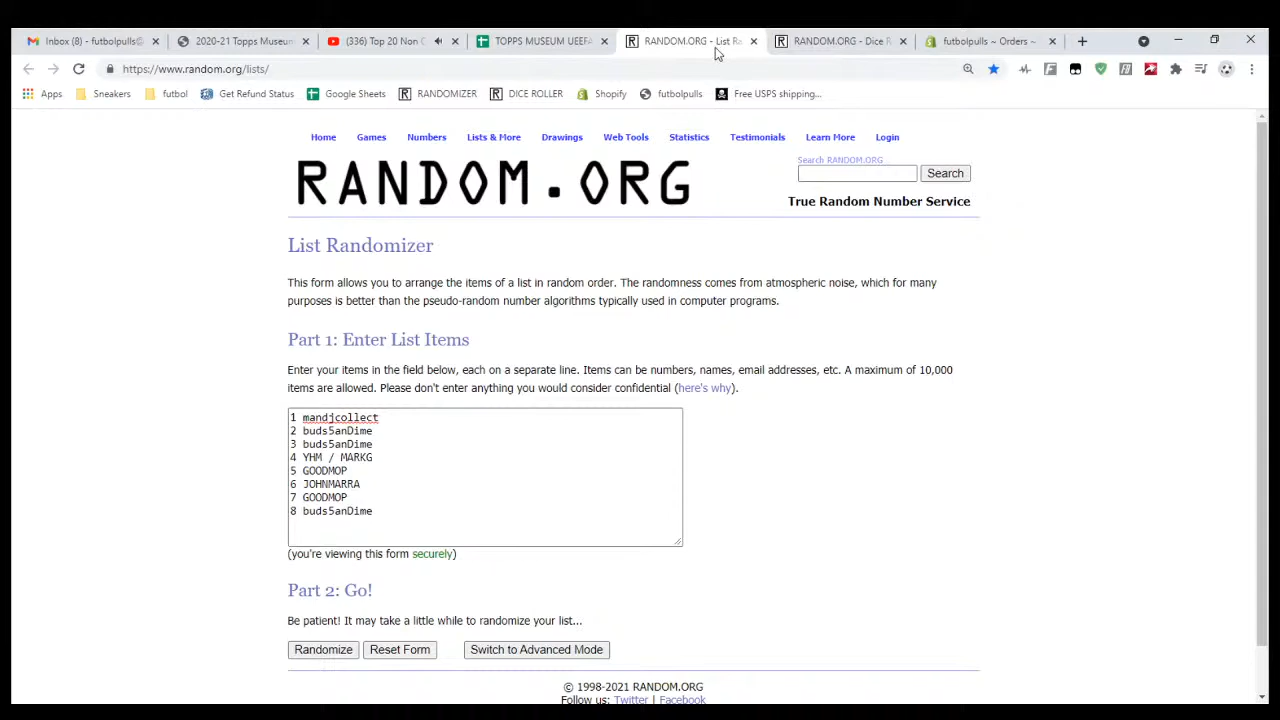 Inbox (8) - futbolpulls@
2020-21 Topps Museum
(336) Top 20 Non
TOPPS MUSEUM UEF
RANDOM.ORG - List Ra
RANDOM.ORG - Dice R
futbolpulls ~ Orders ~
https://www.random.org/lists/
Apps
Sneakers
futbol
Get Refund Status
Google Sheets
RANDOMIZER
DICE ROLLER
Shopify
futbolpulls
Free USPS shipping...
Home
Games
Numbers
Lists & More
Drawings
Web Tools
Statistics
Testimonials
Learn More
Login
RANDOM.ORG
Search RANDOM.ORG
Search
True Random Number Service
List Randomizer
This form allows you to arrange the items of a list in random order. The randomness comes from atmospheric noise, which for many
purposes is better than the pseudo-random number algorithms typically used in computer programs.
Part 1: Enter List Items
Enter your items in the field below, each on a separate line. Items can be numbers, names, email addresses, etc. A maximum of 10,000
items are allowed. Please don't enter anything you would consider confidential (here's why).
1 mandjcollect
2 buds5anDime
3 buds5anDime
4 YHM / MARKG
5 GOODMOP
6 JOHNMARRA
7 GOODMOP
8 buds5anDime
(you're viewing this form securely)
Part 2: Go!
Be patient! It may take a little while to randomize your list...
Randomize
Reset Form
Switch to Advanced Mode
© 1998-2021 RANDOM.ORG
Follow us: Twitter | Facebook